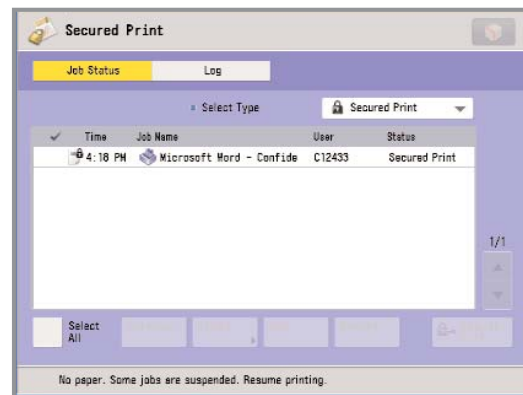 Secured Print
Job Status Log
Select Type Secured Print
Time Job Name User Status
4:18 PM Microsoft Word - Confide C12433 Secured Print
1/1
Select All
No paper. Some jobs are suspended. Resume printing.